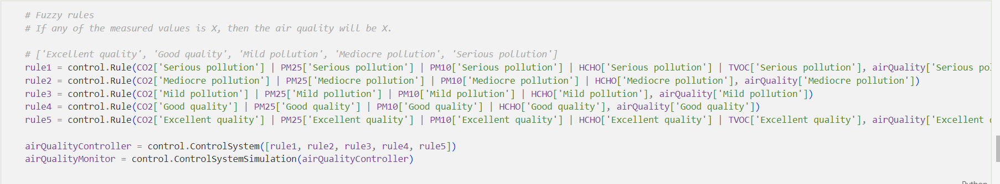 # Fuzzy rules
# If any of the measured values is X, then the air quality will be X.
# ['Excellent quality', 'Good quality', 'Mild pollution', 'Mediocre pollution', 'Serious pollution']
rule1 = control.Rule(CO2['Serious pollution'] | PM25['Serious pollution'] | PM10['Serious pollution'] | HCHO['Serious pollution'] | TVOC['Serious pollution'], airQuality['Serious
rule2 = control.Rule(CO2['Mediocre pollution'] | PM25['Mediocre pollution'] | PM10['Mediocre pollution'] | HCHO['Mediocre pollution'], airQuality['Mediocre pollution'])
rule3 = control.Rule(CO2['Mild pollution'] | PM25['Mild pollution'] | PM10['Mild pollution'] | HCHO['Mild pollution'], airQuality['Mild pollution'])
rule4 = control.Rule(CO2['Good quality'] | PM25['Good quality'] | PM10['Good quality'] | HCHO['Good quality'], airQuality['Good quality'])
rule5 = control.Rule(CO2['Excellent quality'] | PM25['Excellent quality'] | PM10['Excellent quality'] | HCHO['Excellent quality'] | TVOC['Excellent quality'], airQuality['Excellent
airQualityController = control.ControlSystem([rule1, rule2, rule3, rule4, rule5])
airQualityMonitor = control.ControlSystemSimulation(airQualityController)
Python